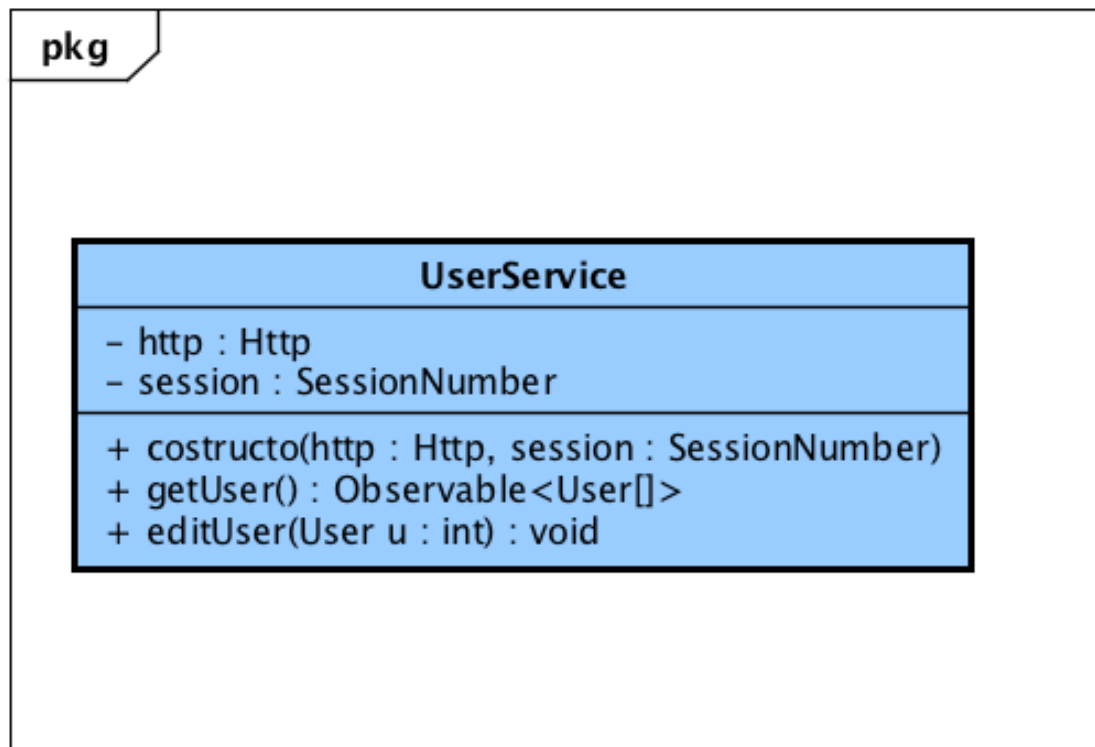 pkg
UserService
- http : Http
- session : SessionNumber
+ costructo(http : Http, session : SessionNumber)
+ getUser() : Observable<User[]>
+ editUser(User u : int) : void